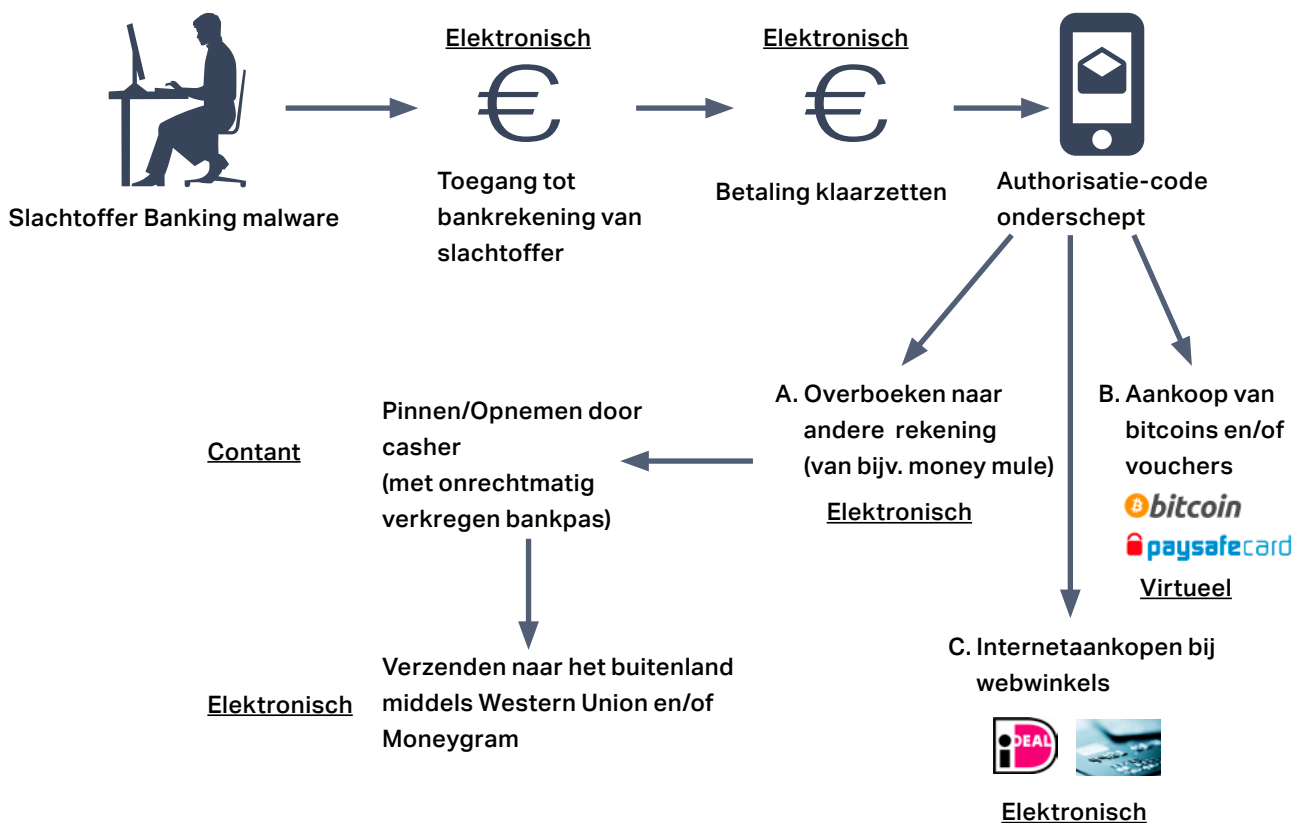 Elektronisch
Elektronisch
Slachtoffer Banking malware
Toegang tot
bankrekening van
slachtoffer
Betaling klaarzetten
Authorisatie-code
onderschept
A. Overboeken naar
andere rekening
(van bijv. money mule)
Elektronisch
B. Aankoop van
bitcoins en/of
vouchers
bitcoin
paysafecard
Virtueel
Contant
Pinnen/Opnemen door
casher
(met onrechtmatig
verkregen bankpas)
Elektronisch
Verzenden naar het buitenland
middels Western Union en/of
Moneygram
C. Internetaankopen bij
webwinkels
iDEAL
Elektronisch